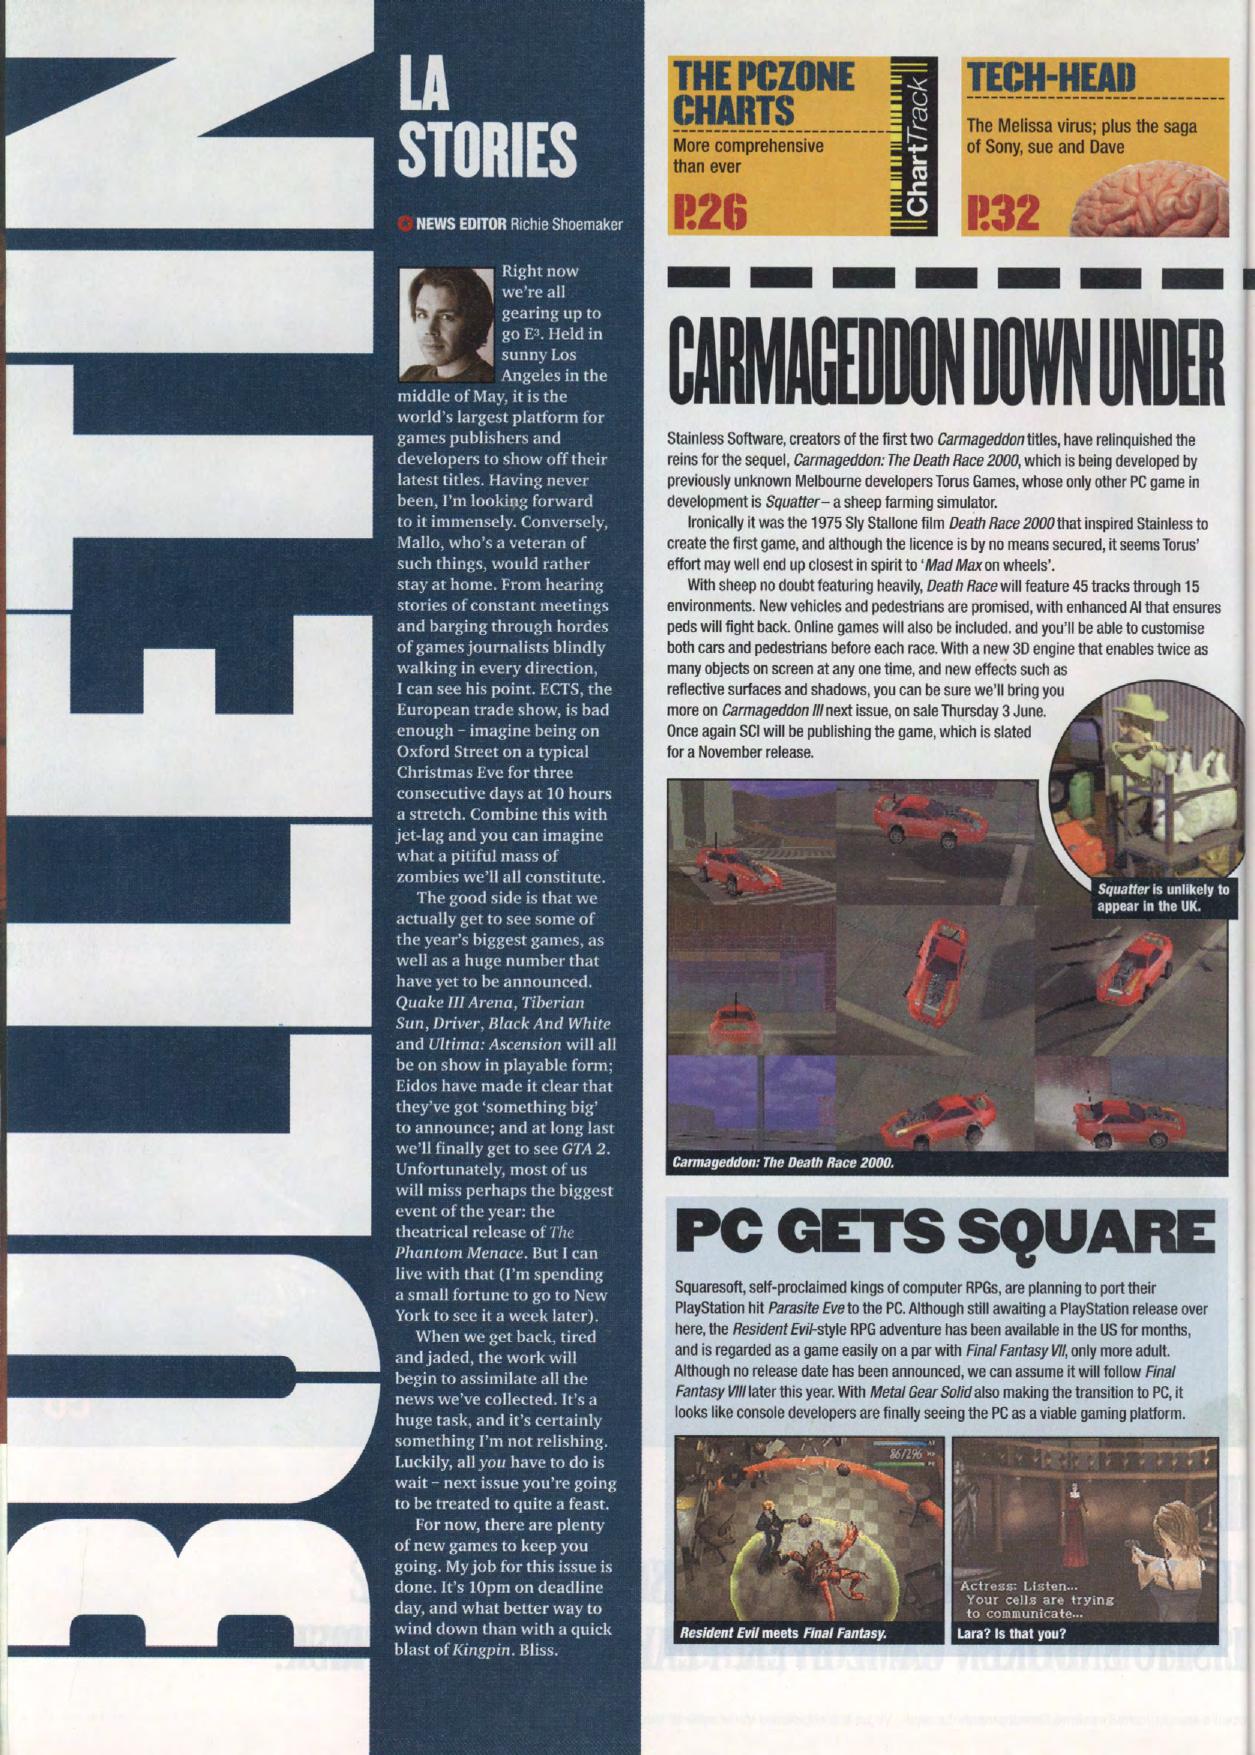 BULLETIN
LA
STORIES
NEWS EDITOR Richie Shoemaker
Right now
we're all
gearing up to
go E³. Held in
sunny Los
Angeles in the
middle of May, it is the
world's largest platform for
games publishers and
developers to show off their
latest titles. Having never
been, I'm looking forward
to it immensely. Conversely,
Mallo, who's a veteran of
such things, would rather
stay at home. From hearing
stories of constant meetings
and barging through hordes
of games journalists blindly
walking in every direction,
I can see his point. ECTS, the
European trade show, is bad
enough – imagine being on
Oxford Street on a typical
Christmas Eve for three
consecutive days at 10 hours
a stretch. Combine this with
jet-lag and you can imagine
what a pitiful mass of
zombies we'll all constitute.
The good side is that we
actually get to see some of
the year's biggest games, as
well as a huge number that
have yet to be announced.
Quake III Arena, Tiberian
Sun, Driver, Black And White
and Ultima: Ascension will all
be on show in playable form;
Eidos have made it clear that
they've got 'something big'
to announce; and at long last
we'll finally get to see GTA 2.
Unfortunately, most of us
will miss perhaps the biggest
event of the year: the
theatrical release of The
Phantom Menace. But I can
live with that (I'm spending
a small fortune to go to New
York to see it a week later).
When we get back, tired
and jaded, the work will
begin to assimilate all the
news we've collected. It's a
huge task, and it's certainly
something I'm not relishing.
Luckily, all you have to do is
wait – next issue you're going
to be treated to quite a feast.
For now, there are plenty
of new games to keep you
going. My job for this issue is
done. It's 10pm on deadline
day, and what better way to
wind down than with a quick
blast of Kingpin. Bliss.
THE PCZONE
CHARTS
More comprehensive
than ever
P.26
ChartTrack
TECH-HEAD
The Melissa virus; plus the saga
of Sony, sue and Dave
P.32
CARMAGEDDON DOWN UNDER
Stainless Software, creators of the first two Carmageddon titles, have relinquished the
reins for the sequel, Carmageddon: The Death Race 2000, which is being developed by
previously unknown Melbourne developers Torus Games, whose only other PC game in
development is Squatter – a sheep farming simulator.
Ironically it was the 1975 Sly Stallone film Death Race 2000 that inspired Stainless to
create the first game, and although the licence is by no means secured, it seems Torus'
effort may well end up closest in spirit to 'Mad Max on wheels'.
With sheep no doubt featuring heavily, Death Race will feature 45 tracks through 15
environments. New vehicles and pedestrians are promised, with enhanced AI that ensures
peds will fight back. Online games will also be included. and you'll be able to customise
both cars and pedestrians before each race. With a new 3D engine that enables twice as
many objects on screen at any one time, and new effects such as
reflective surfaces and shadows, you can be sure we'll bring you
more on Carmageddon III next issue, on sale Thursday 3 June.
Once again SCI will be publishing the game, which is slated
for a November release.
Squatter is unlikely to
appear in the UK.
Carmageddon: The Death Race 2000.
PC GETS SQUARE
Squaresoft, self-proclaimed kings of computer RPGs, are planning to port their
PlayStation hit Parasite Eve to the PC. Although still awaiting a PlayStation release over
here, the Resident Evil-style RPG adventure has been available in the US for months,
and is regarded as a game easily on a par with Final Fantasy VII, only more adult.
Although no release date has been announced, we can assume it will follow Final
Fantasy VIII later this year. With Metal Gear Solid also making the transition to PC, it
looks like console developers are finally seeing the PC as a viable gaming platform.
AT
86/296 HP
PE
Resident Evil meets Final Fantasy.
Actress: Listen...
Your cells are trying
to communicate...
Lara? Is that you?